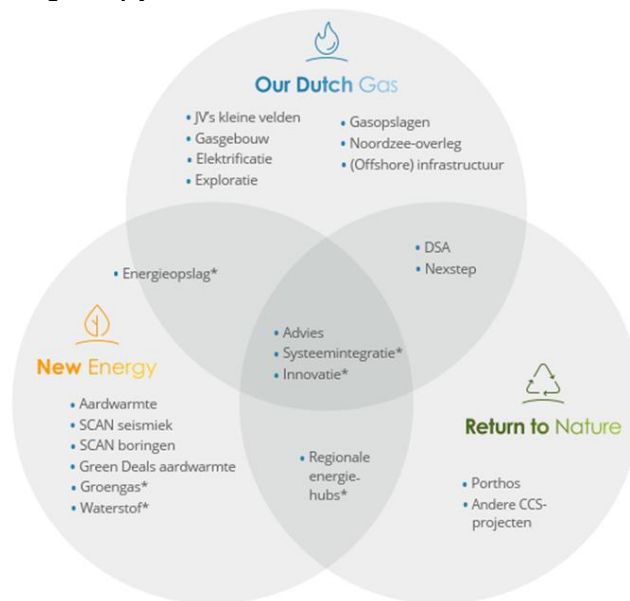 Our Dutch Gas
• JV's kleine velden
• Gasgebouw
• Elektrificatie
• Exploratie
• Gasopslagen
• Noordzee-overleg
• (Offshore) infrastructuur
• Energieopslag*
• DSA
• Nexstep
• Advies
• Systeemintegratie*
• Innovatie*
New Energy
• Aardwarmte
• SCAN seismiek
• SCAN boringen
• Green Deals aardwarmte
• Groengas*
• Waterstof*
• Regionale
energie-
hubs*
Return to Nature
• Porthos
• Andere CCS-
projecten